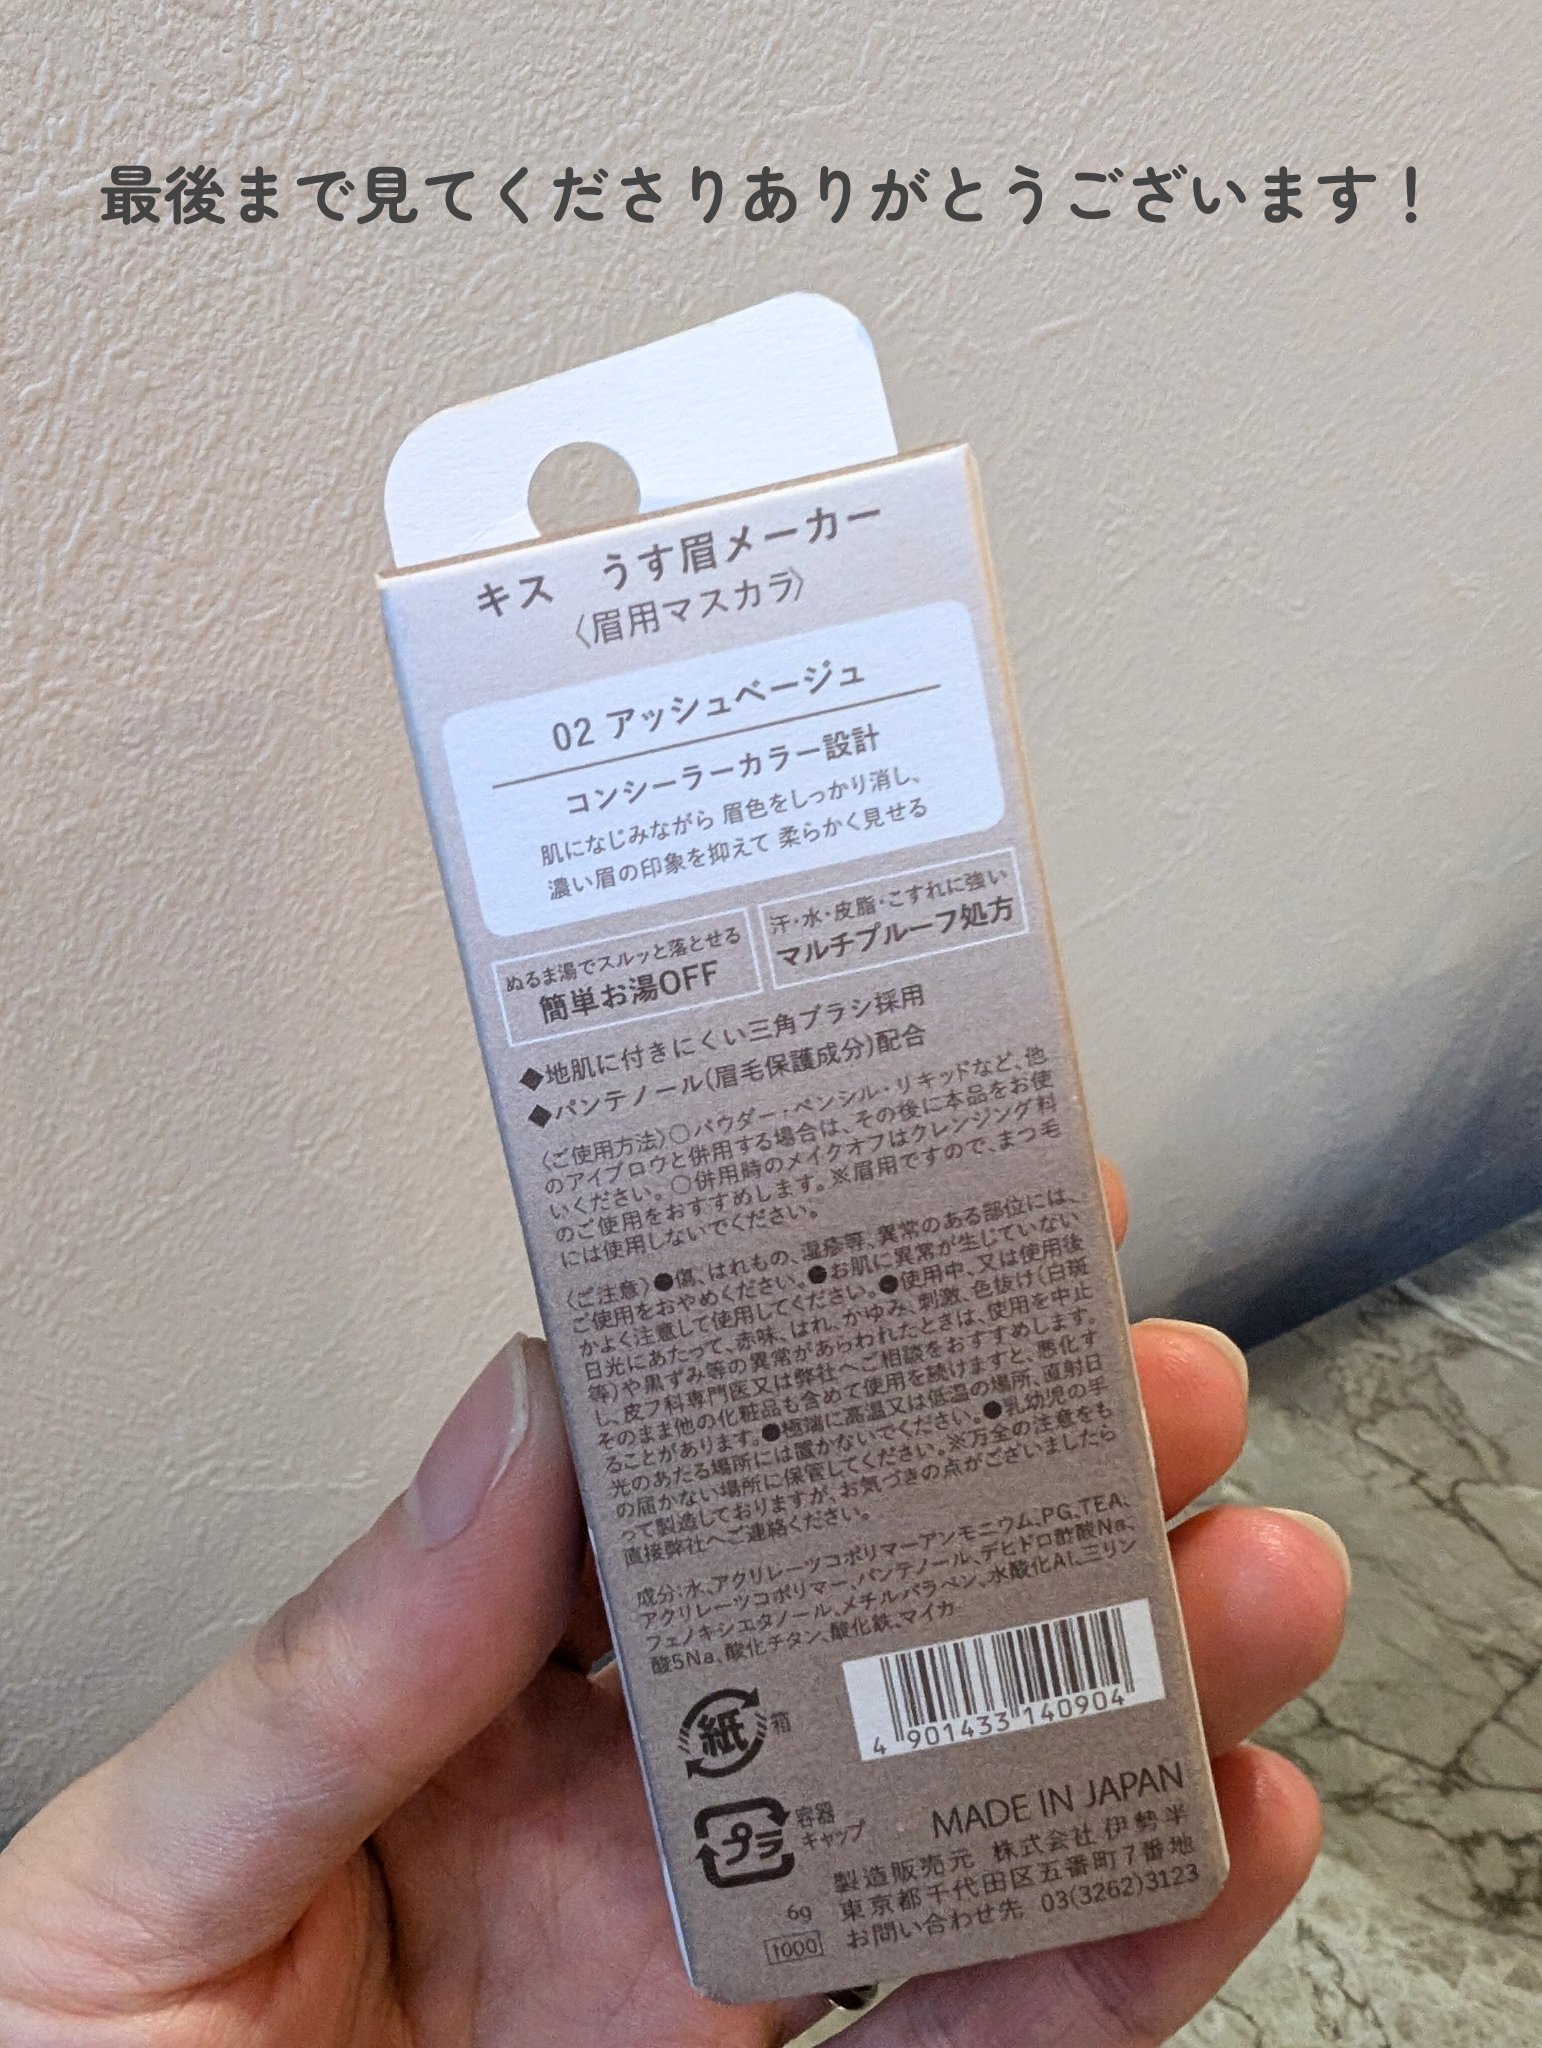 最後まで見てくださりありがとうございます！
キス　うす眉メーカー
〈眉用マスカラ〉
02 アッシュベージュ
コンシーラーカラー設計
肌になじみながら 眉色をしっかり消し、
濃い眉の印象を抑えて 柔らかく見せる
ぬるま湯でスルッと落とせる
簡単お湯OFF
汗・水・皮脂・こすれに強い
マルチプルーフ処方
◆地肌に付きにくい三角ブラシ採用
◆パンテノール(眉毛保護成分)配合
〈ご使用方法〉○パウダー・ペンシル・リキッドなど、他
のアイブロウと併用する場合は、その後に本品をお使
いください。○併用時のメイクオフはクレンジング料
のご使用をおすすめします。※眉用ですので、まつ毛
には使用しないでください。
〈ご注意〉●傷、はれもの、湿疹等、異常のある部位には、
ご使用をおやめください。●お肌に異常が生じていない
かよく注意して使用してください。●使用中、又は使用後
日光にあたって、赤味、はれ、かゆみ、刺激、色抜け(白斑
等)や黒ずみ等の異常があらわれたときは、使用を中止
し、皮フ科専門医又は弊社へご相談をおすすめします。
そのまま他の化粧品も含めて使用を続けますと、悪化す
ることがあります。●極端に高温又は低温の場所、直射日
光のあたる場所には置かないでください。●乳幼児の手
の届かない場所に保管してください。※万全の注意をも
って製造しておりますが、お気づきの点がございましたら
直接弊社へご連絡ください。
成分：水、アクリレーツコポリマーアンモニウム、PG、TEA、
アクリレーツコポリマー、パンテノール、デヒドロ酢酸Na、
フェノキシエタノール、メチルパラベン、水酸化Al、三リン
酸5Na、酸化チタン、酸化鉄、マイカ
4 901433 140904
紙 箱
プラ 容器
キャップ
6g
1000
MADE IN JAPAN
製造販売元 株式会社 伊勢半
東京都千代田区五番町7番地
お問い合わせ先 03(3262)3123